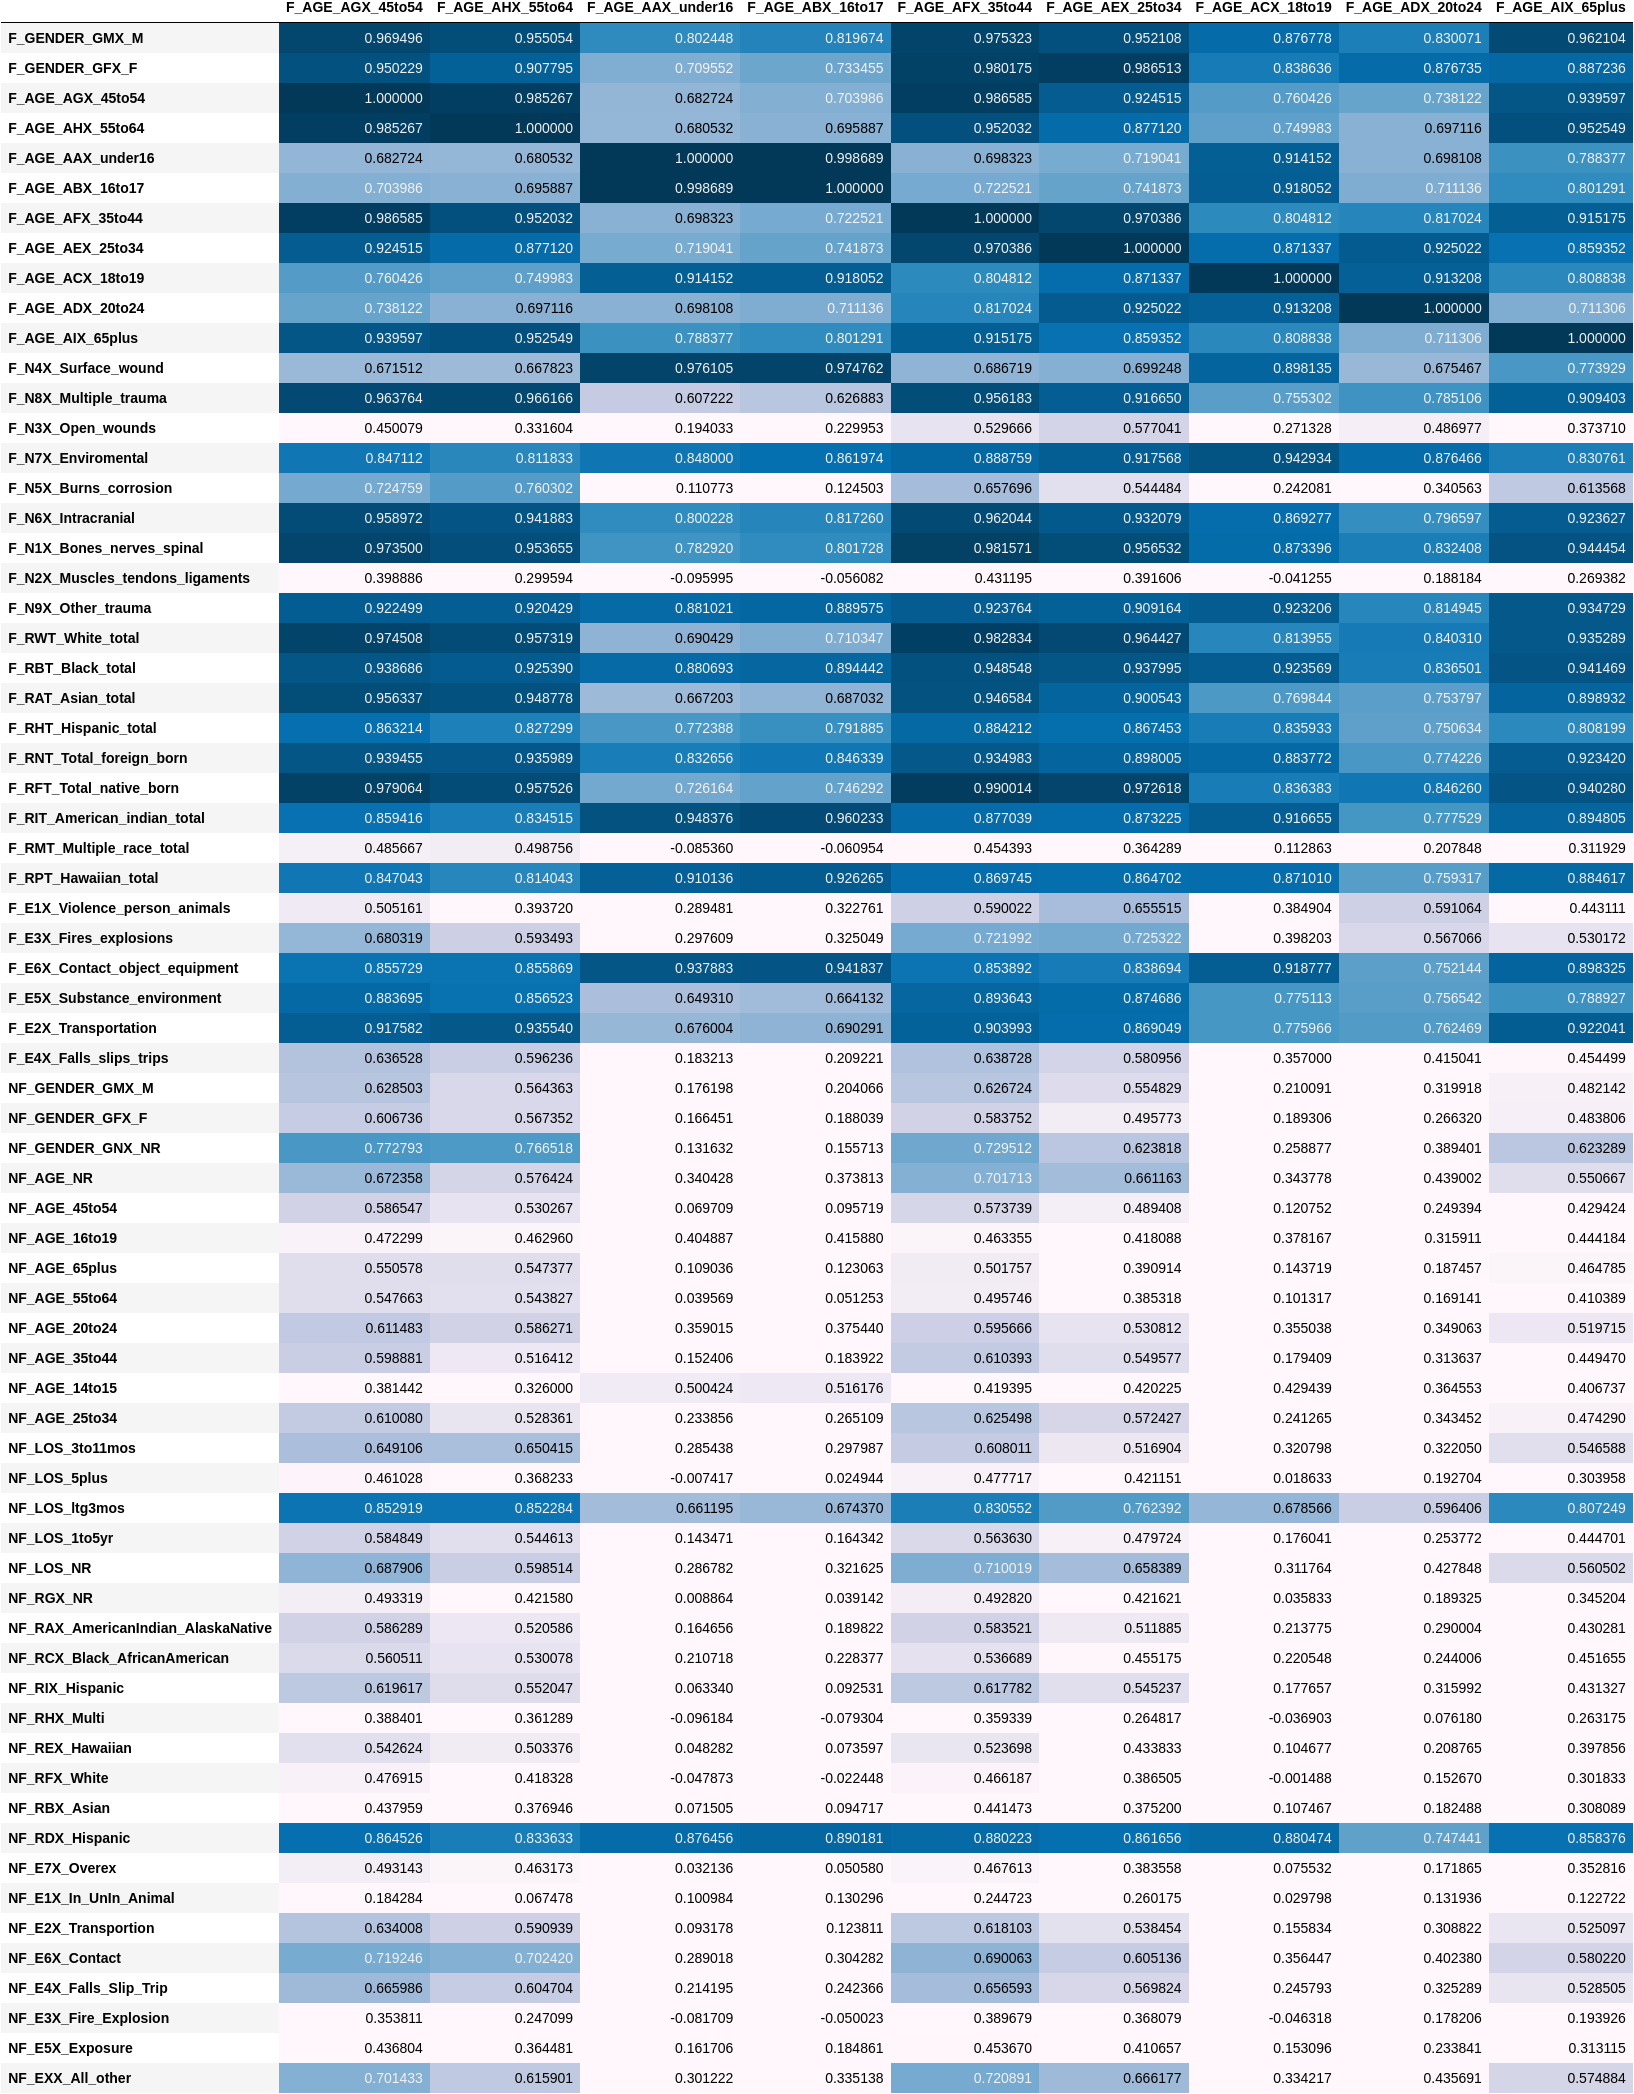 F_AGE_AGX_45to54 F_AGE_AHX_55to64 F_AGE_AAX_under16 F_AGE_ABX_16to17 F_AGE_AFX_35to44 F_AGE_AEX_25to34 F_AGE_ACX_18to19 F_AGE_ADX_20to24 F_AGE_AIX_65plus
F_GENDER_GMX_M 0.969496 0.955054 0.802448 0.819674 0.975323 0.952108 0.876778 0.830071 0.962104
F_GENDER_GFX_F 0.950229 0.907795 0.709552 0.733455 0.980175 0.986513 0.838636 0.876735 0.887236
F_AGE_AGX_45to54 1.000000 0.985267 0.682724 0.703986 0.986585 0.924515 0.760426 0.738122 0.939597
F_AGE_AHX_55to64 0.985267 1.000000 0.680532 0.695887 0.952032 0.877120 0.749983 0.697116 0.952549
F_AGE_AAX_under16 0.682724 0.680532 1.000000 0.998689 0.698323 0.719041 0.914152 0.698108 0.788377
F_AGE_ABX_16to17 0.703986 0.695887 0.998689 1.000000 0.722521 0.741873 0.918052 0.711136 0.801291
F_AGE_AFX_35to44 0.986585 0.952032 0.698323 0.722521 1.000000 0.970386 0.804812 0.817024 0.915175
F_AGE_AEX_25to34 0.924515 0.877120 0.719041 0.741873 0.970386 1.000000 0.871337 0.925022 0.859352
F_AGE_ACX_18to19 0.760426 0.749983 0.914152 0.918052 0.804812 0.871337 1.000000 0.913208 0.808838
F_AGE_ADX_20to24 0.738122 0.697116 0.698108 0.711136 0.817024 0.925022 0.913208 1.000000 0.711306
F_AGE_AIX_65plus 0.939597 0.952549 0.788377 0.801291 0.915175 0.859352 0.808838 0.711306 1.000000
F_N4X_Surface_wound 0.671512 0.667823 0.976105 0.974762 0.686719 0.699248 0.898135 0.675467 0.773929
F_N8X_Multiple_trauma 0.963764 0.966166 0.607222 0.626883 0.956183 0.916650 0.755302 0.785106 0.909403
F_N3X_Open_wounds 0.450079 0.331604 0.194033 0.229953 0.529666 0.577041 0.271328 0.486977 0.373710
F_N7X_Enviromental 0.847112 0.811833 0.848000 0.861974 0.888759 0.917568 0.942934 0.876466 0.830761
F_N5X_Burns_corrosion 0.724759 0.760302 0.110773 0.124503 0.657696 0.544484 0.242081 0.340563 0.613568
F_N6X_Intracranial 0.958972 0.941883 0.800228 0.817260 0.962044 0.932079 0.869277 0.796597 0.923627
F_N1X_Bones_nerves_spinal 0.973500 0.953655 0.782920 0.801728 0.981571 0.956532 0.873396 0.832408 0.944454
F_N2X_Muscles_tendons_ligaments 0.398886 0.299594 -0.095995 -0.056082 0.431195 0.391606 -0.041255 0.188184 0.269382
F_N9X_Other_trauma 0.922499 0.920429 0.881021 0.889575 0.923764 0.909164 0.923206 0.814945 0.934729
F_RWT_White_total 0.974508 0.957319 0.690429 0.710347 0.982834 0.964427 0.813955 0.840310 0.935289
F_RBT_Black_total 0.938686 0.925390 0.880693 0.894442 0.948548 0.937995 0.923569 0.836501 0.941469
F_RAT_Asian_total 0.956337 0.948778 0.667203 0.687032 0.946584 0.900543 0.769844 0.753797 0.898932
F_RHT_Hispanic_total 0.863214 0.827299 0.772388 0.791885 0.884212 0.867453 0.835933 0.750634 0.808199
F_RNT_Total_foreign_born 0.939455 0.935989 0.832656 0.846339 0.934983 0.898005 0.883772 0.774226 0.923420
F_RFT_Total_native_born 0.979064 0.957526 0.726164 0.746292 0.990014 0.972618 0.836383 0.846260 0.940280
F_RIT_American_indian_total 0.859416 0.834515 0.948376 0.960233 0.877039 0.873225 0.916655 0.777529 0.894805
F_RMT_Multiple_race_total 0.485667 0.498756 -0.085360 -0.060954 0.454393 0.364289 0.112863 0.207848 0.311929
F_RPT_Hawaiian_total 0.847043 0.814043 0.910136 0.926265 0.869745 0.864702 0.871010 0.759317 0.884617
F_E1X_Violence_person_animals 0.505161 0.393720 0.289481 0.322761 0.590022 0.655515 0.384904 0.591064 0.443111
F_E3X_Fires_explosions 0.680319 0.593493 0.297609 0.325049 0.721992 0.725322 0.398203 0.567066 0.530172
F_E6X_Contact_object_equipment 0.855729 0.855869 0.937883 0.941837 0.853892 0.838694 0.918777 0.752144 0.898325
F_E5X_Substance_environment 0.883695 0.856523 0.649310 0.664132 0.893643 0.874686 0.775113 0.756542 0.788927
F_E2X_Transportation 0.917582 0.935540 0.676004 0.690291 0.903993 0.869049 0.775966 0.762469 0.922041
F_E4X_Falls_slips_trips 0.636528 0.596236 0.183213 0.209221 0.638728 0.580956 0.357000 0.415041 0.454499
NF_GENDER_GMX_M 0.628503 0.564363 0.176198 0.204066 0.626724 0.554829 0.210091 0.319918 0.482142
NF_GENDER_GFX_F 0.606736 0.567352 0.166451 0.188039 0.583752 0.495773 0.189306 0.266320 0.483806
NF_GENDER_GNX_NR 0.772793 0.766518 0.131632 0.155713 0.729512 0.623818 0.258877 0.389401 0.623289
NF_AGE_NR 0.672358 0.576424 0.340428 0.373813 0.701713 0.661163 0.343778 0.439002 0.550667
NF_AGE_45to54 0.586547 0.530267 0.069709 0.095719 0.573739 0.489408 0.120752 0.249394 0.429424
NF_AGE_16to19 0.472299 0.462960 0.404887 0.415880 0.463355 0.418088 0.378167 0.315911 0.444184
NF_AGE_65plus 0.550578 0.547377 0.109036 0.123063 0.501757 0.390914 0.143719 0.187457 0.464785
NF_AGE_55to64 0.547663 0.543827 0.039569 0.051253 0.495746 0.385318 0.101317 0.169141 0.410389
NF_AGE_20to24 0.611483 0.586271 0.359015 0.375440 0.595666 0.530812 0.355038 0.349063 0.519715
NF_AGE_35to44 0.598881 0.516412 0.152406 0.183922 0.610393 0.549577 0.179409 0.313637 0.449470
NF_AGE_14to15 0.381442 0.326000 0.500424 0.516176 0.419395 0.420225 0.429439 0.364553 0.406737
NF_AGE_25to34 0.610080 0.528361 0.233856 0.265109 0.625498 0.572427 0.241265 0.343452 0.474290
NF_LOS_3to11mos 0.649106 0.650415 0.285438 0.297987 0.608011 0.516904 0.320798 0.322050 0.546588
NF_LOS_5plus 0.461028 0.368233 -0.007417 0.024944 0.477717 0.421151 0.018633 0.192704 0.303958
NF_LOS_ltg3mos 0.852919 0.852284 0.661195 0.674370 0.830552 0.762392 0.678566 0.596406 0.807249
NF_LOS_1to5yr 0.584849 0.544613 0.143471 0.164342 0.563630 0.479724 0.176041 0.253772 0.444701
NF_LOS_NR 0.687906 0.598514 0.286782 0.321625 0.710019 0.658389 0.311764 0.427848 0.560502
NF_RGX_NR 0.493319 0.421580 0.008864 0.039142 0.492820 0.421621 0.035833 0.189325 0.345204
NF_RAX_AmericanIndian_AlaskaNative 0.586289 0.520586 0.164656 0.189822 0.583521 0.511885 0.213775 0.290004 0.430281
NF_RCX_Black_AfricanAmerican 0.560511 0.530078 0.210718 0.228377 0.536689 0.455175 0.220548 0.244006 0.451655
NF_RIX_Hispanic 0.619617 0.552047 0.063340 0.092531 0.617782 0.545237 0.177657 0.315992 0.431327
NF_RHX_Multi 0.388401 0.361289 -0.096184 -0.079304 0.359339 0.264817 -0.036903 0.076180 0.263175
NF_REX_Hawaiian 0.542624 0.503376 0.048282 0.073597 0.523698 0.433833 0.104677 0.208765 0.397856
NF_RFX_White 0.476915 0.418328 -0.047873 -0.022448 0.466187 0.386505 -0.001488 0.152670 0.301833
NF_RBX_Asian 0.437959 0.376946 0.071505 0.094717 0.441473 0.375200 0.107467 0.182488 0.308089
NF_RDX_Hispanic 0.864526 0.833633 0.876456 0.890181 0.880223 0.861656 0.880474 0.747441 0.858376
NF_E7X_Overex 0.493143 0.463173 0.032136 0.050580 0.467613 0.383558 0.075532 0.171865 0.352816
NF_E1X_In_UnIn_Animal 0.184284 0.067478 0.100984 0.130296 0.244723 0.260175 0.029798 0.131936 0.122722
NF_E2X_Transportion 0.634008 0.590939 0.093178 0.123811 0.618103 0.538454 0.155834 0.308822 0.525097
NF_E6X_Contact 0.719246 0.702420 0.289018 0.304282 0.690063 0.605136 0.356447 0.402380 0.580220
NF_E4X_Falls_Slip_Trip 0.665986 0.604704 0.214195 0.242366 0.656593 0.569824 0.245793 0.325289 0.528505
NF_E3X_Fire_Explosion 0.353811 0.247099 -0.081709 -0.050023 0.389679 0.368079 -0.046318 0.178206 0.193926
NF_E5X_Exposure 0.436804 0.364481 0.161706 0.184861 0.453670 0.410657 0.153096 0.233841 0.313115
NF_EXX_All_other 0.701433 0.615901 0.301222 0.335138 0.720891 0.666177 0.334217 0.435691 0.574884